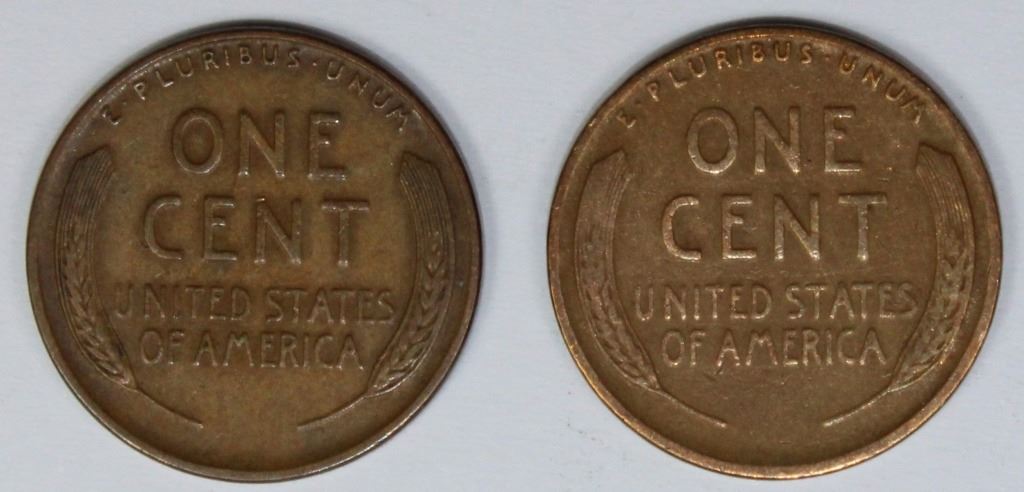 E · PLURIBUS · UNUM
ONE
CENT
UNITED STATES
OF AMERICA
E · PLURIBUS · UNUM
ONE
CENT
UNITED STATES
OF AMERICA